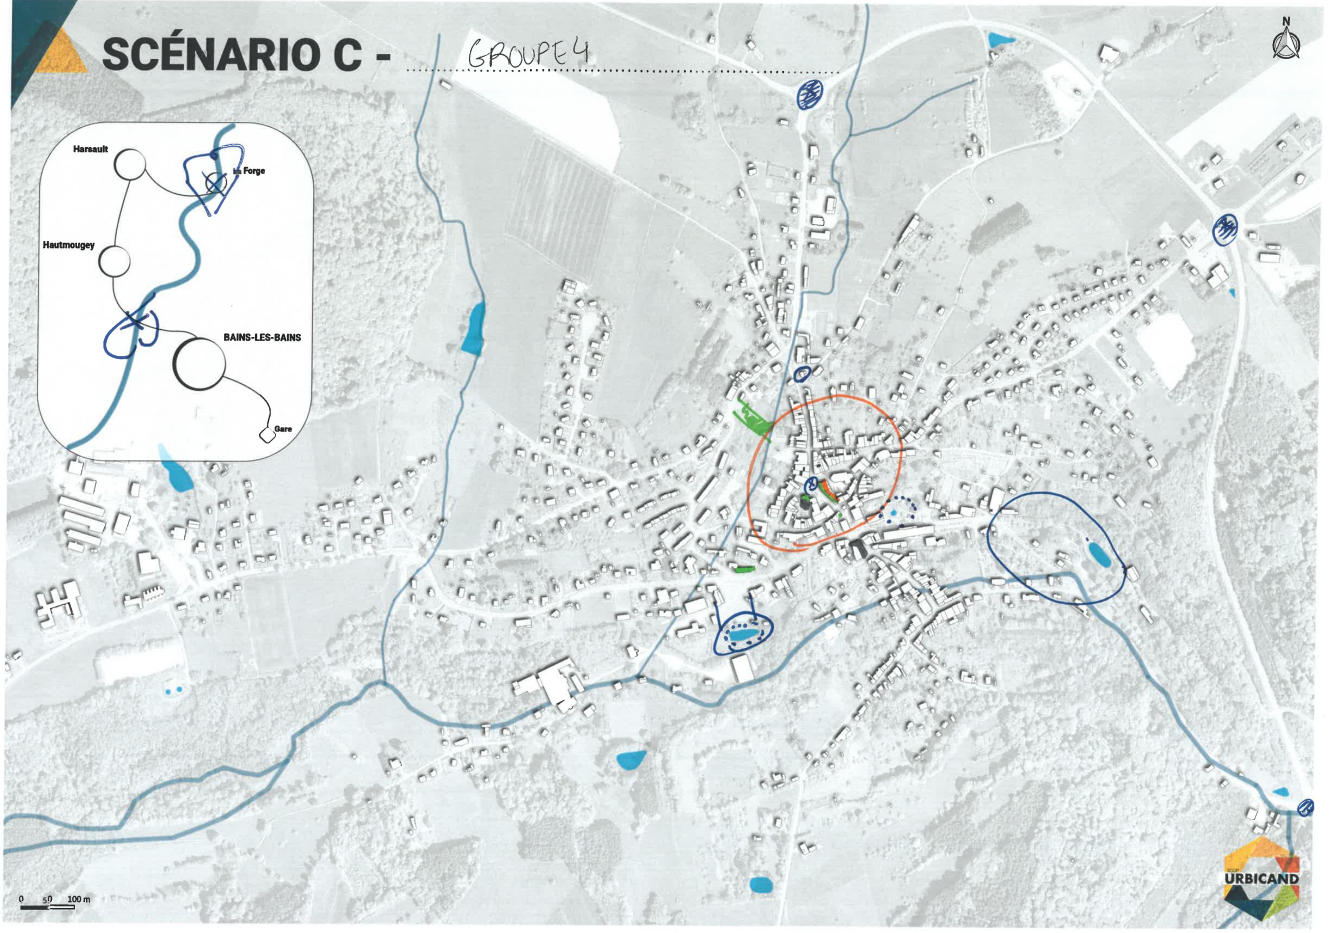 SCÉNARIO C - GROUPE 4
N
Harsault
la Forge
Hautmougey
BAINS-LES-BAINS
Gare
0 50 100 m
URBICAND